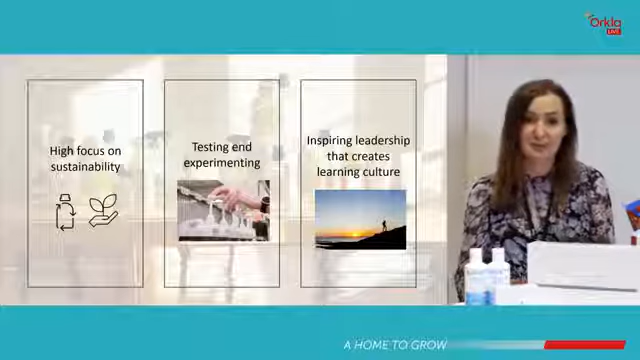 Orkla
LIVE
High focus on
sustainability
Testing end
experimenting
Inspiring leadership
that creates
learning culture
A HOME TO GROW